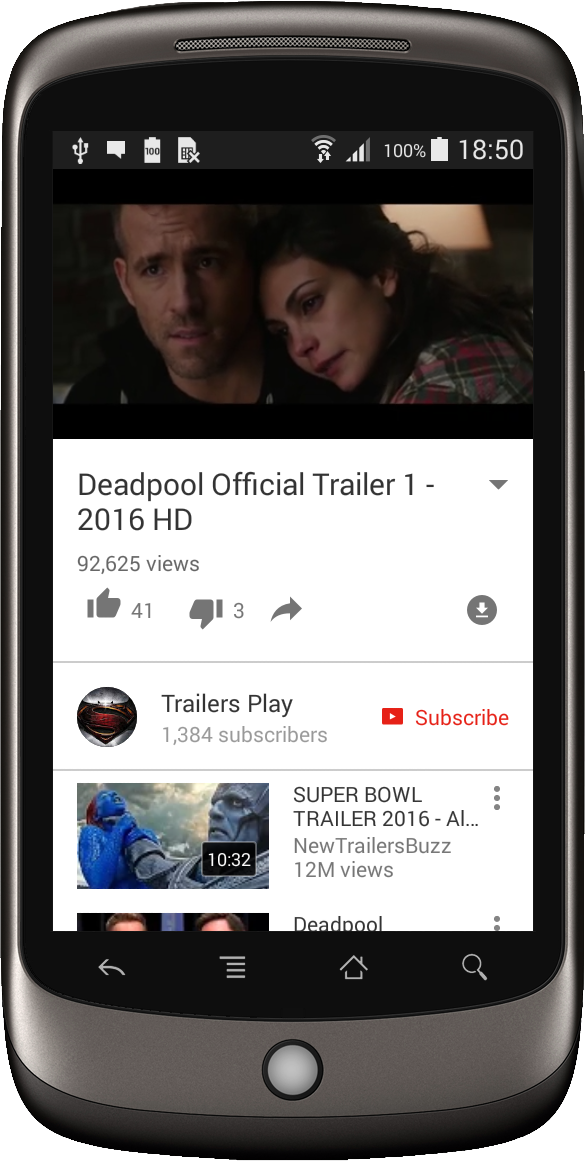 100
100%
18:50
Deadpool Official Trailer 1 -
2016 HD
92,625 views
41
3
Trailers Play
1,384 subscribers
Subscribe
10:32
SUPER BOWL
TRAILER 2016 - Al...
NewTrailersBuzz
12M views
Deadpool